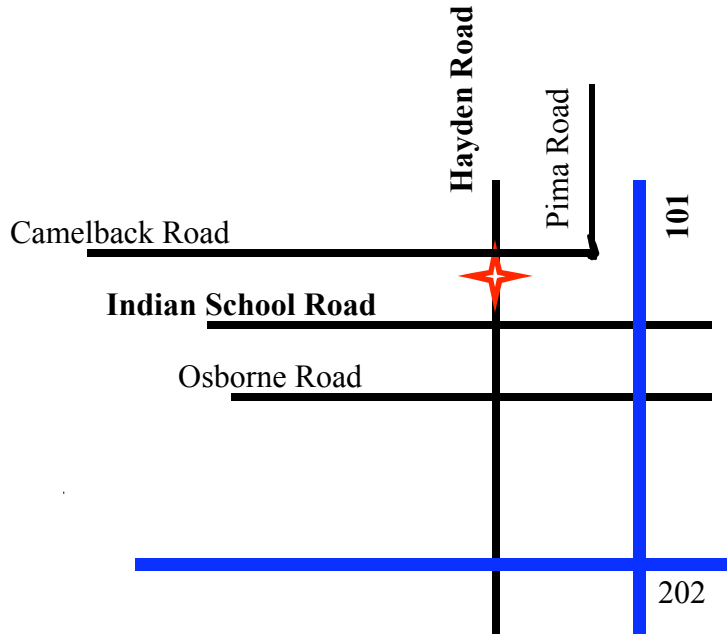 Hayden Road
Pima Road
101
Camelback Road
Indian School Road
Osborne Road
202